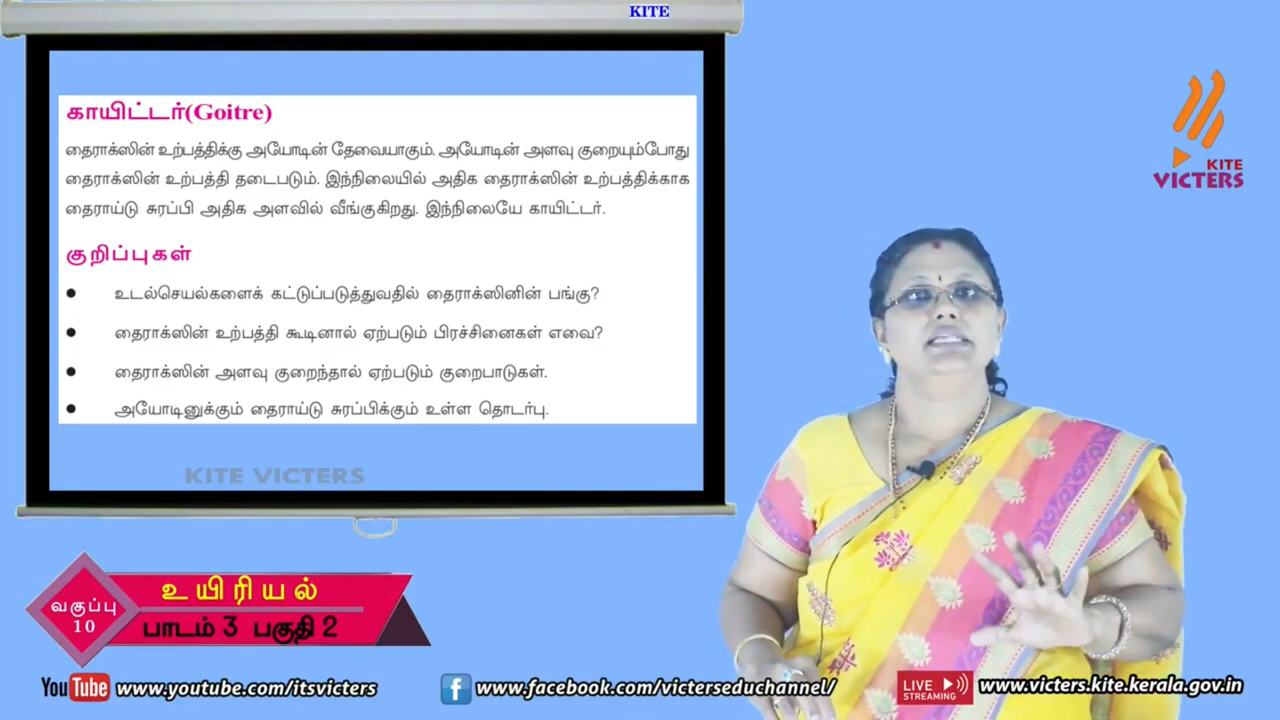 KITE
காயிட்டர்(Goitre)
தைராக்ஸின் உற்பத்திக்கு அயோடின் தேவையாகும். அயோடின் அளவு குறையும்போது
தைராக்ஸின் உற்பத்தி தடைபடும். இந்நிலையில் அதிக தைராக்ஸின் உற்பத்திக்காக
தைராய்டு சுரப்பி அதிக அளவில் வீங்குகிறது. இந்நிலையே காயிட்டர்.
குறிப்புகள்
● உடல்செயல்களைக் கட்டுப்படுத்துவதில் தைராக்ஸினின் பங்கு?
● தைராக்ஸின் உற்பத்தி கூடினால் ஏற்படும் பிரச்சினைகள் எவை?
● தைராக்ஸின் அளவு குறைந்தால் ஏற்படும் குறைபாடுகள்.
● அயோடினுக்கும் தைராய்டு சுரப்பிக்கும் உள்ள தொடர்பு.
KITE VICTERS
KITE
VICTERS
வகுப்பு
10
உயிரியல்
பாடம் 3 பகுதி 2
YouTube www.youtube.com/itsvicters
f www.facebook.com/victerseduchannel/
LIVE
STREAMING
www.victers.kite.kerala.gov.in